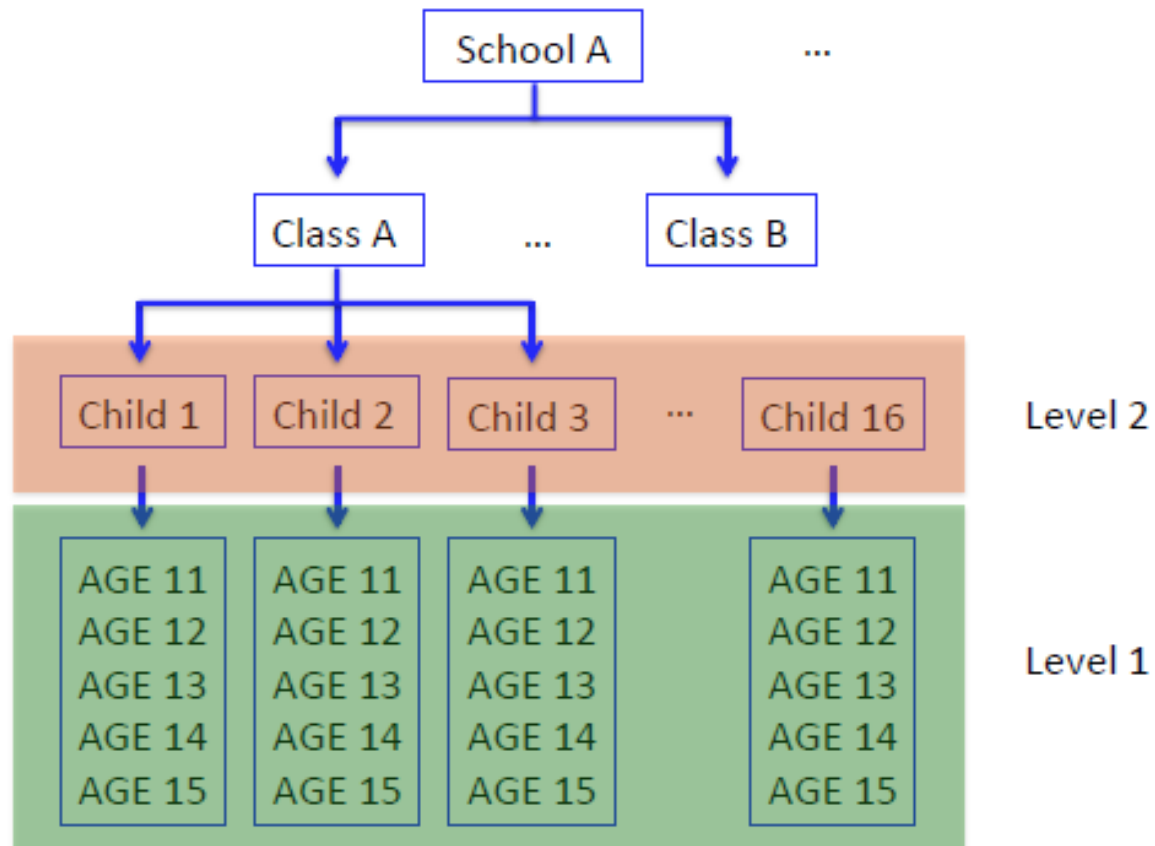 School A
...
Class A
...
Class B
Child 1
Child 2
Child 3
...
Child 16
Level 2
AGE 11
AGE 12
AGE 13
AGE 14
AGE 15
AGE 11
AGE 12
AGE 13
AGE 14
AGE 15
AGE 11
AGE 12
AGE 13
AGE 14
AGE 15
AGE 11
AGE 12
AGE 13
AGE 14
AGE 15
Level 1